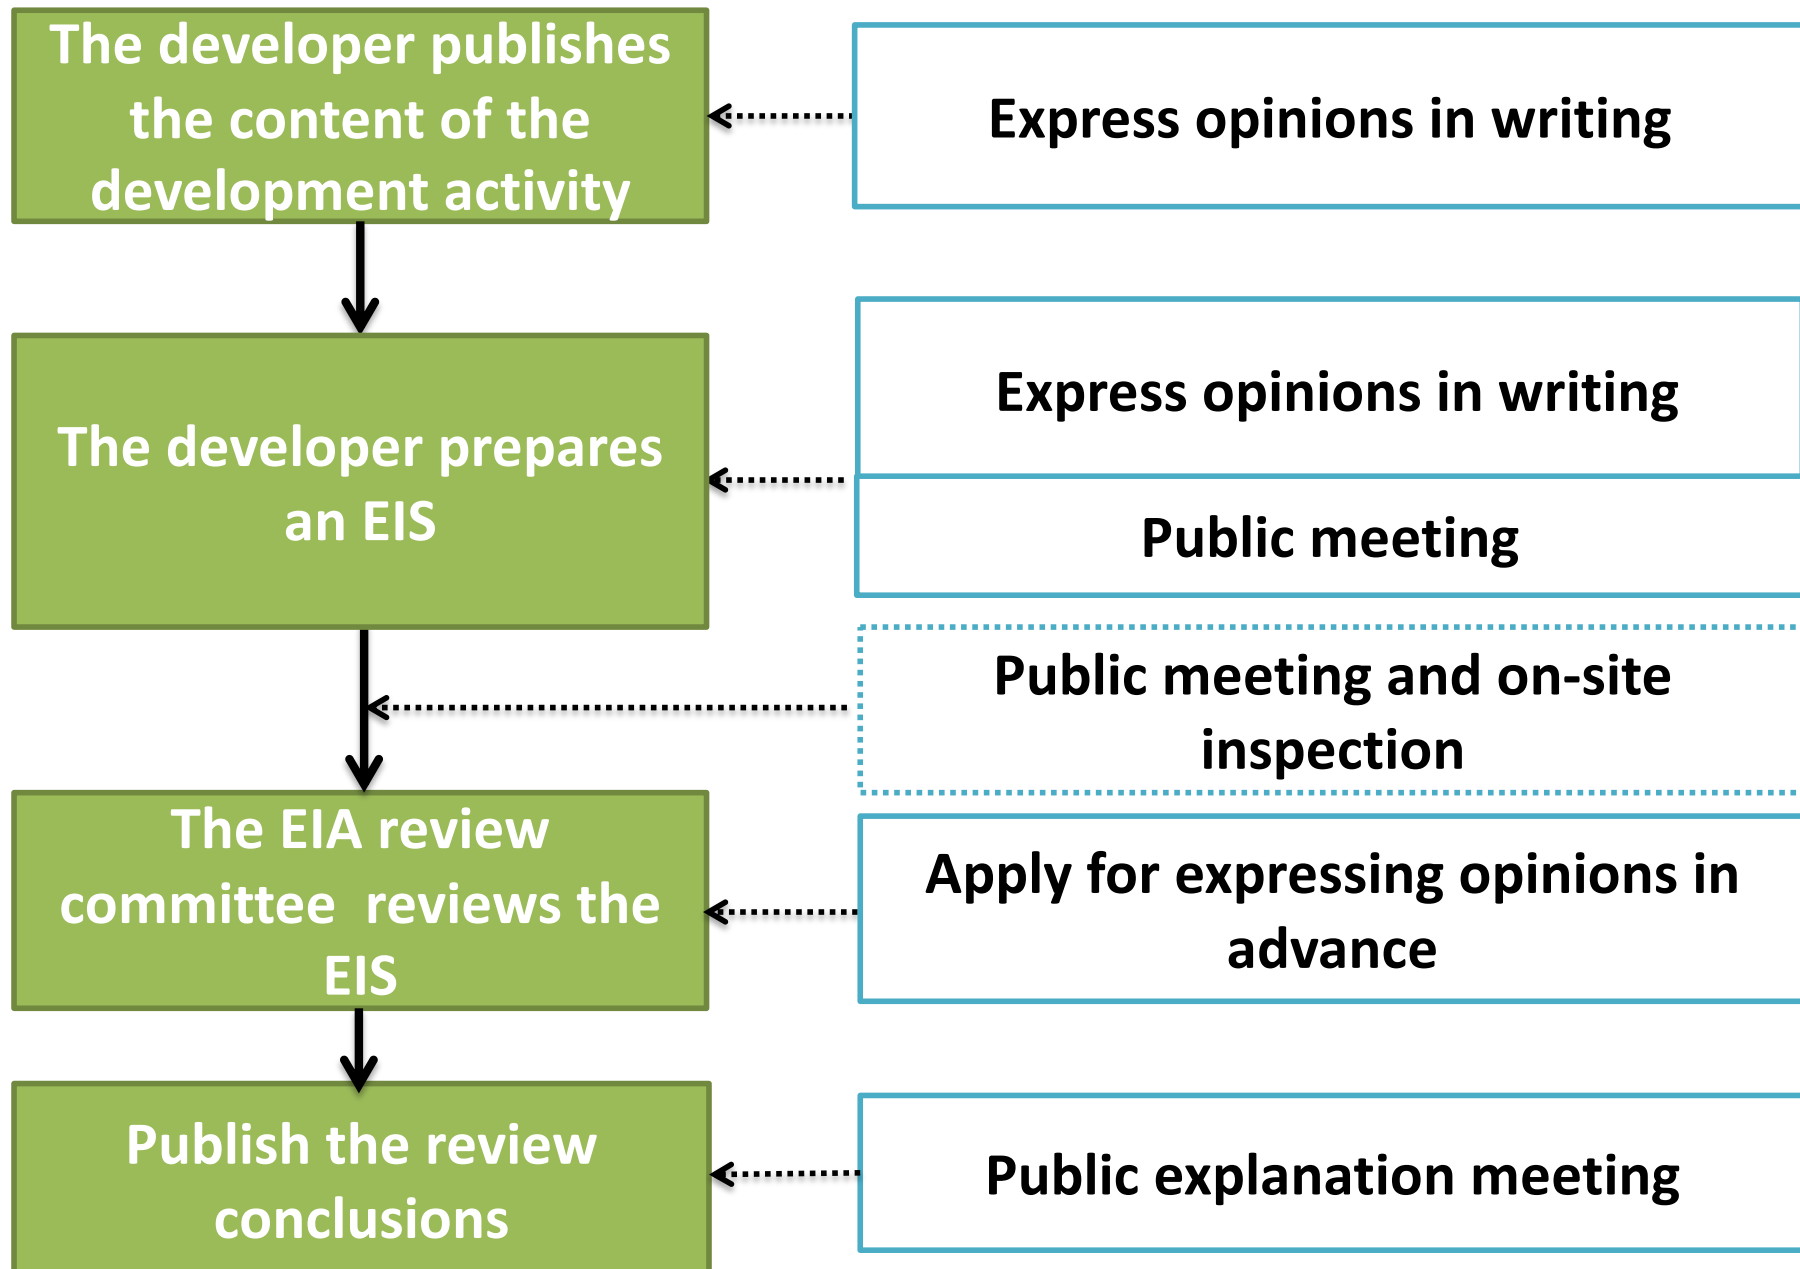 The developer publishes
the content of the
development activity
Express opinions in writing
The developer prepares
an EIS
Express opinions in writing
Public meeting
Public meeting and on-site
inspection
The EIA review
committee  reviews the
EIS
Apply for expressing opinions in
advance
Publish the review
conclusions
Public explanation meeting